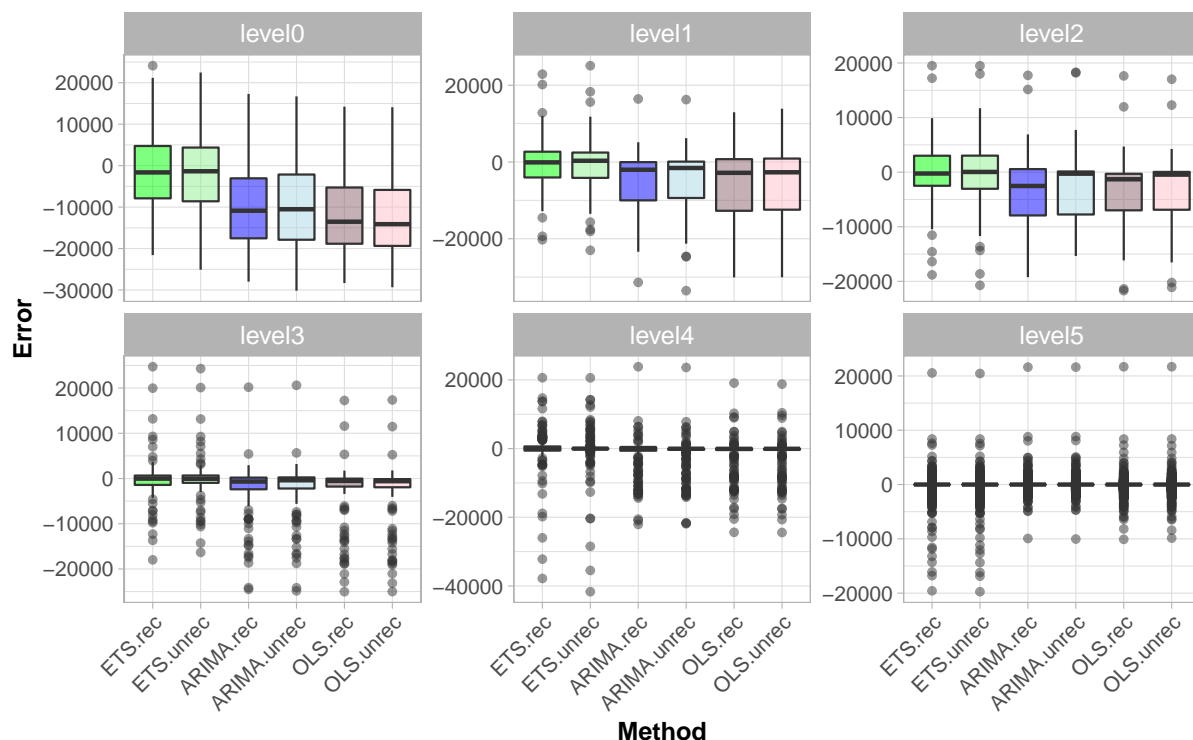 level0
level1
level2
20000
10000
0
−10000
−20000
−30000
20000
0
−20000
20000
10000
0
−10000
−20000
level3
level4
level5
20000
10000
0
−10000
−20000
20000
0
−20000
−40000
20000
10000
0
−10000
−20000
ETS.rec
ETS.unrec
ARIMA.rec
ARIMA.unrec
OLS.rec
OLS.unrec
ETS.rec
ETS.unrec
ARIMA.rec
ARIMA.unrec
OLS.rec
OLS.unrec
ETS.rec
ETS.unrec
ARIMA.rec
ARIMA.unrec
OLS.rec
OLS.unrec
Error
Method